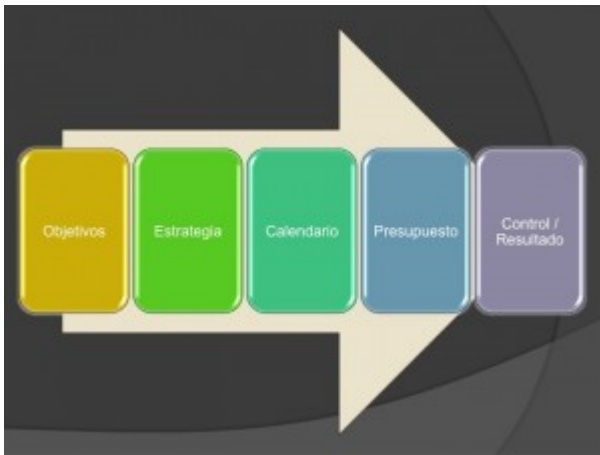 Objetivos
Estrategia
Calendario
Presupuesto
Control /
Resultado